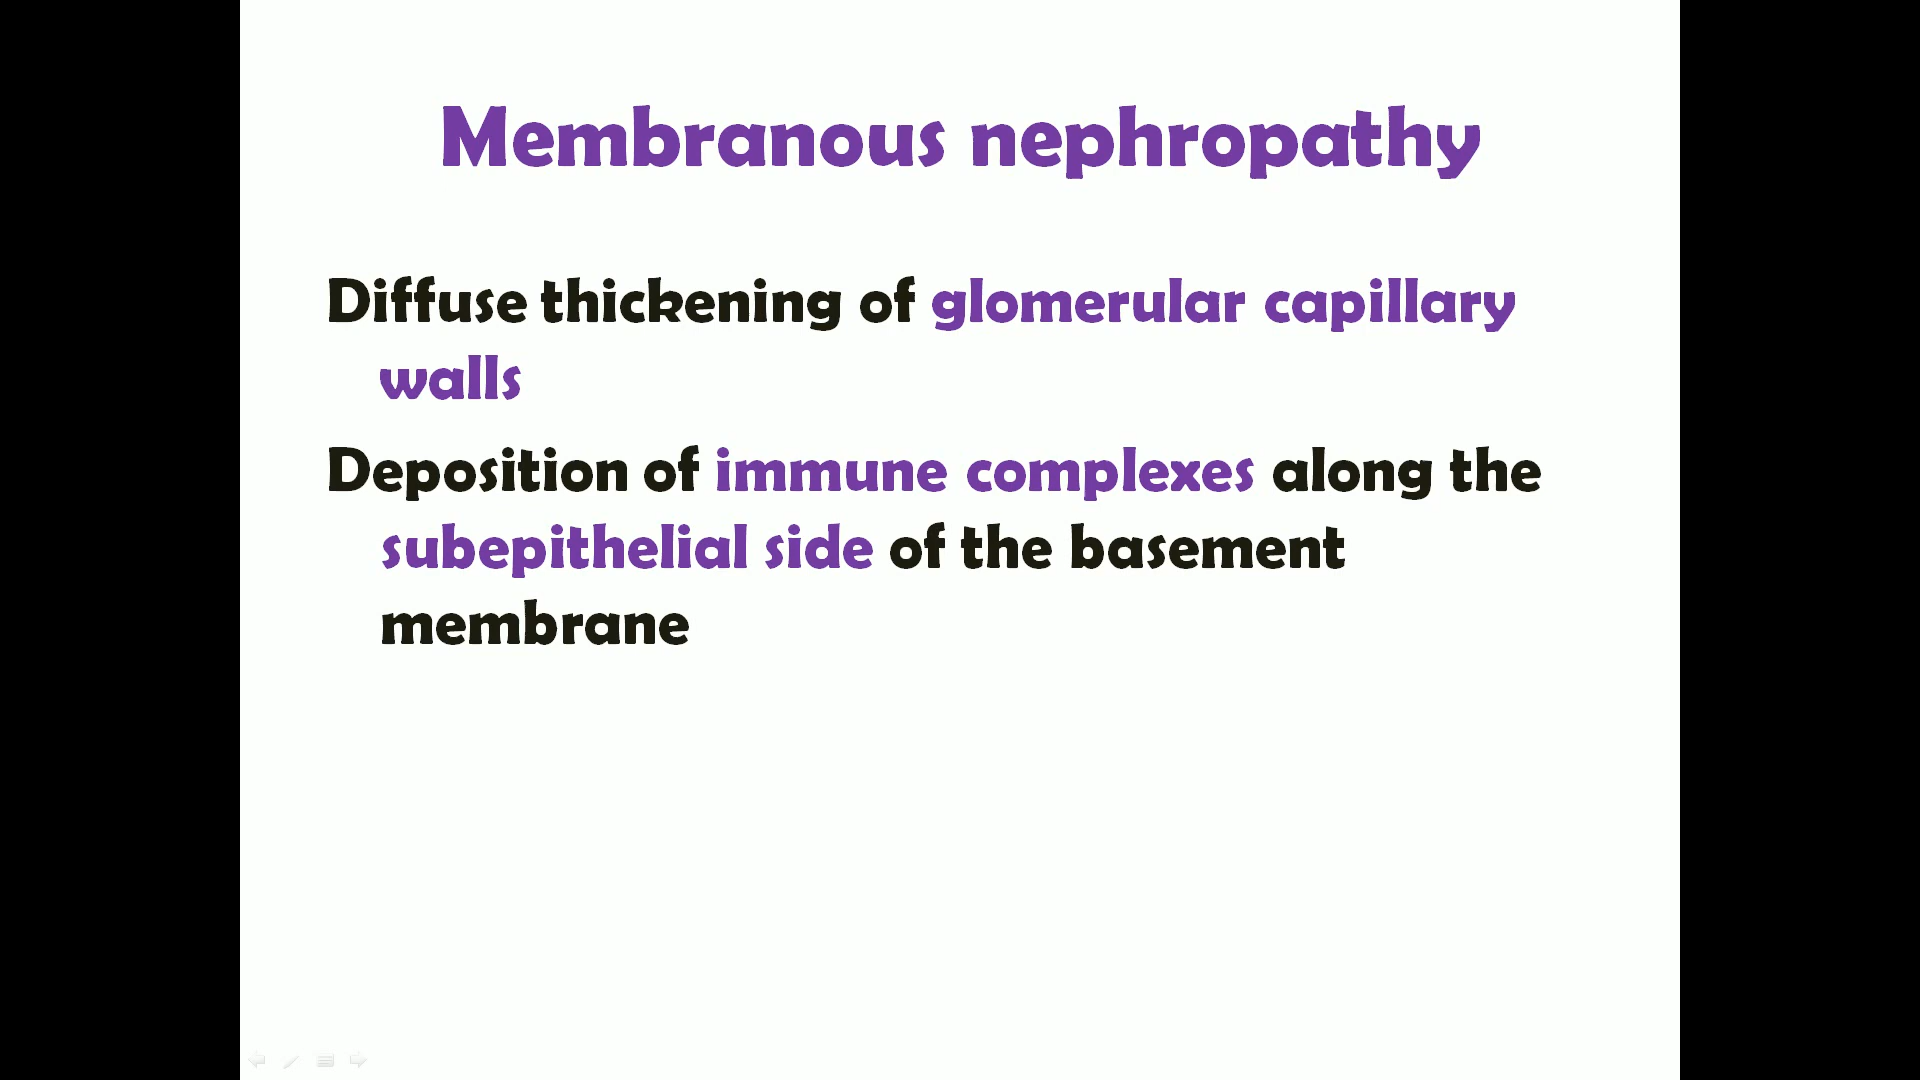 Membranous nephropathy
Diffuse thickening of glomerular capillary
walls
Deposition of immune complexes along the
subepithelial side of the basement
membrane